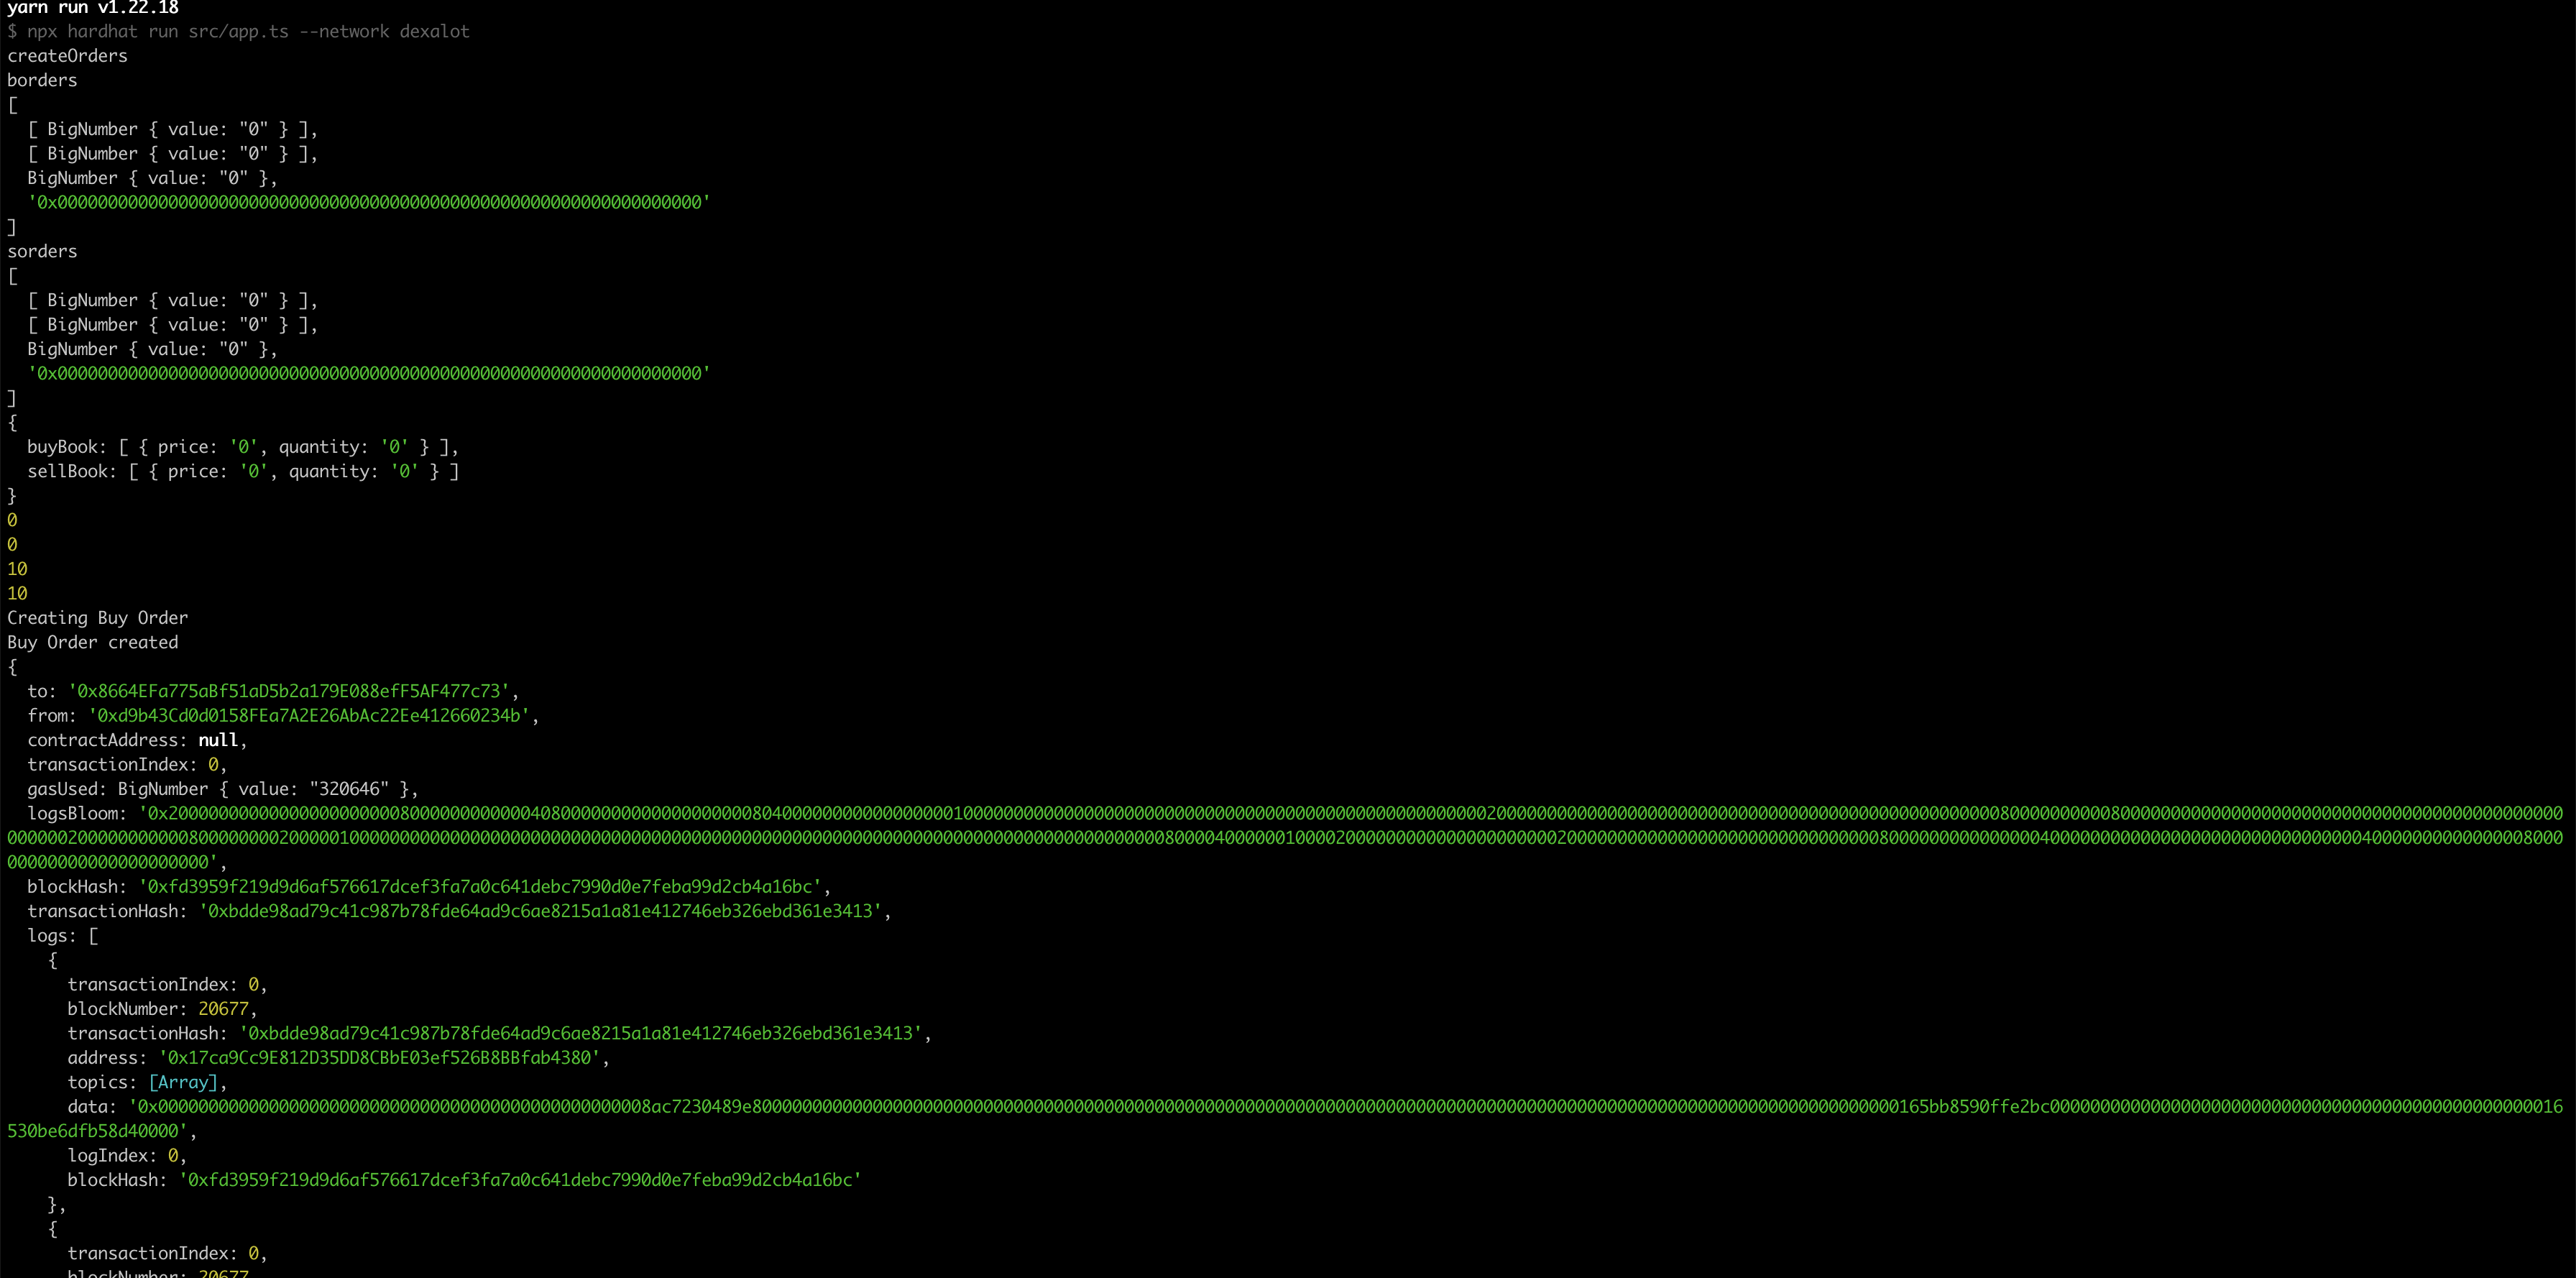 yarn run v1.22.18
$ npx hardhat run src/app.ts --network dexalot
createOrders
borders
[
[ BigNumber { value: "0" } ],
[ BigNumber { value: "0" } ],
BigNumber { value: "0" },
'0x0000000000000000000000000000000000000000000000000000000000000000'
]
sorders
[
[ BigNumber { value: "0" } ],
[ BigNumber { value: "0" } ],
BigNumber { value: "0" },
'0x0000000000000000000000000000000000000000000000000000000000000000'
]
{
buyBook: [ { price: '0', quantity: '0' } ],
sellBook: [ { price: '0', quantity: '0' } ]
}
0
0
10
10
Creating Buy Order
Buy Order created
{
to: '0x8664EFa775aBf51aD5b2a179E088efF5AF477c73',
from: '0xd9b43Cd0d0158FEa7A2E26AbAc22Ee412660234b',
contractAddress: null,
transactionIndex: 0,
gasUsed: BigNumber { value: "320646" },
logsBloom:
blockHash: '0xfd3959f219d9d6af576617dcef3fa7a0c641debc7990d0e7feba99d2cb4a16bc',
transactionHash: '0xbdde98ad79c41c987b78fde64ad9c6ae8215a1a81e412746eb326ebd361e3413',
logs: [
{
transactionIndex: 0,
blockNumber: 20677,
transactionHash: '0xbdde98ad79c41c987b78fde64ad9c6ae8215a1a81e412746eb326ebd361e3413',
address: '0x17ca9Cc9E812D35DD8CBbE03ef526B8BBfab4380',
topics: [Array],
data:
530be6dfb58d40000',
logIndex: 0,
blockHash: '0xfd3959f219d9d6af576617dcef3fa7a0c641debc7990d0e7feba99d2cb4a16bc'
},
{
transactionIndex: 0,
blockNumber: 20677,